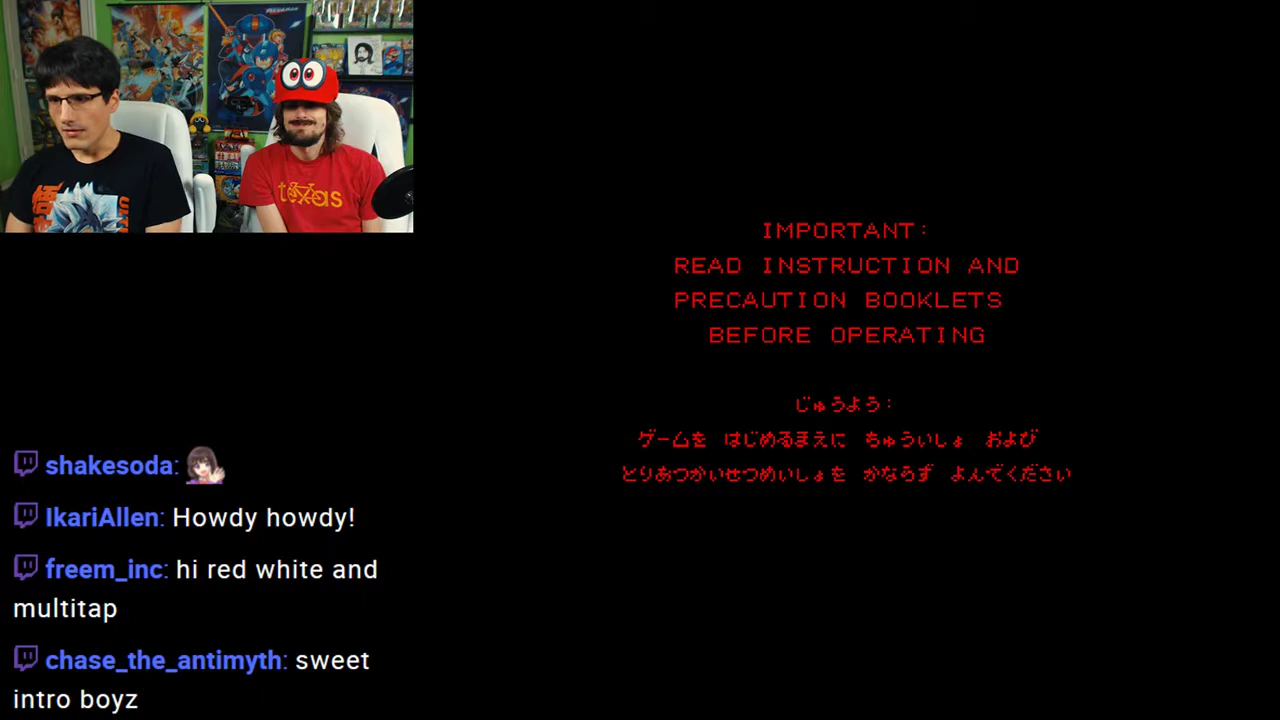 texas
IMPORTANT:
READ INSTRUCTION AND
PRECAUTION BOOKLETS
BEFORE OPERATING
じゅうよう:
ゲームを はじめるまえに ちゅういしょ および
とりあつかいせつめいしょを かならず よんでください
shakesoda:
IkariAllen: Howdy howdy!
freem_inc: hi red white and
multitap
chase_the_antimyth: sweet
intro boyz